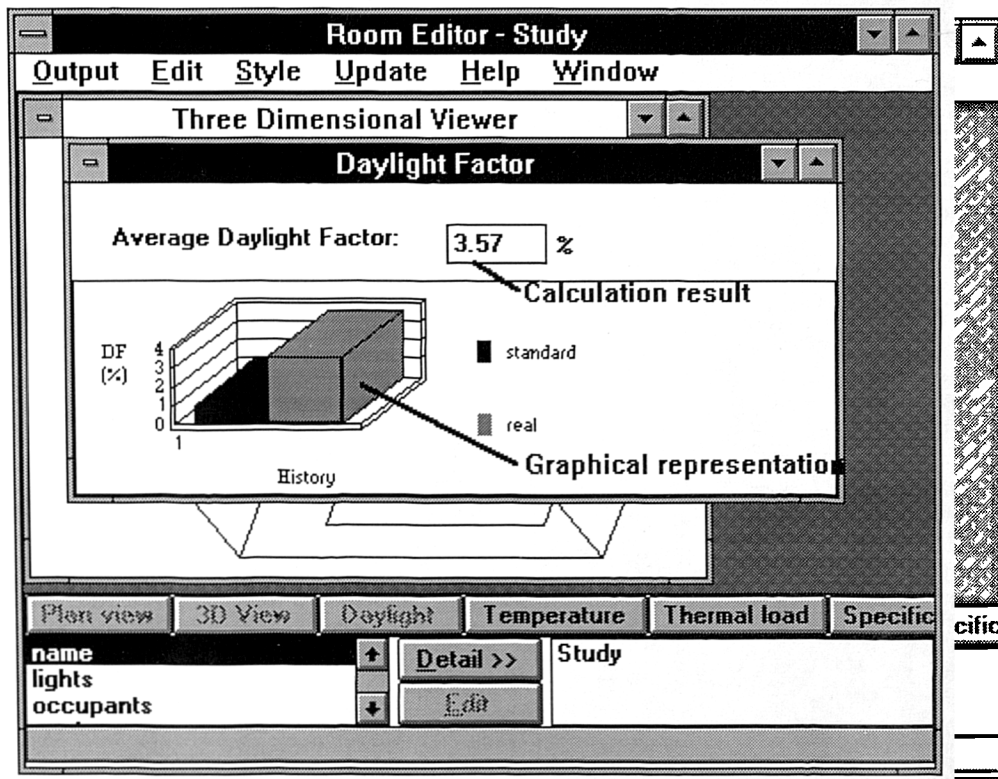 Room Editor - Study
Output Edit Style Update Help Window
Three Dimensional Viewer
Daylight Factor
Average Daylight Factor: 3.57 %
Calculation result
DF
(%)
4
3
2
1
0
1
History
standard
real
Graphical representation
Plan view 3D View Daylight Temperature Thermal load Specific
cific
name
lights
occupants
Detail >>
Edit
Study